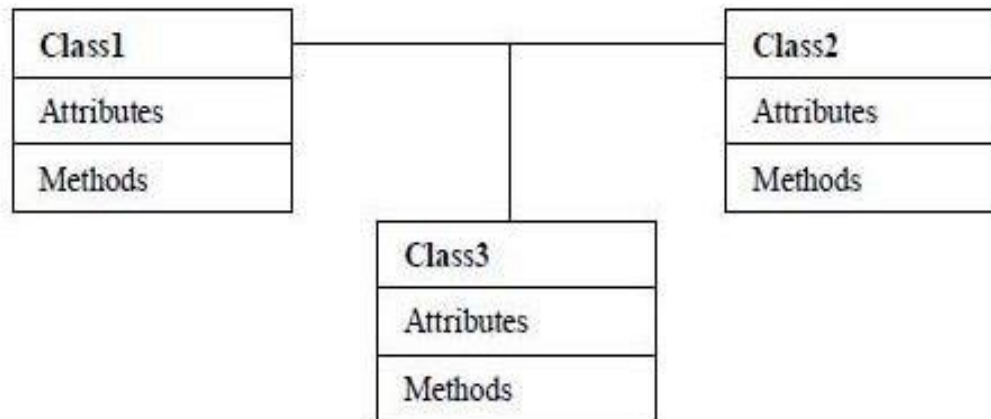 Class1
Attributes
Methods
Class2
Attributes
Methods
Class3
Attributes
Methods